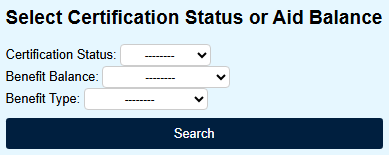 Select Certification Status or Aid Balance
Certification Status: --------
Benefit Balance: --------
Benefit Type: --------
Search